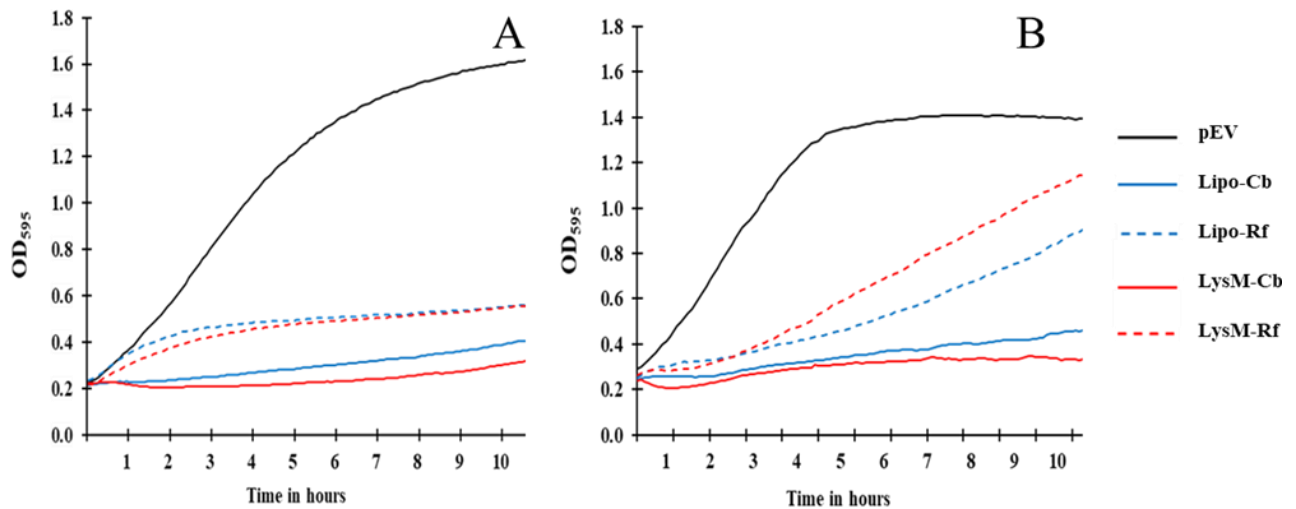 A
1.8
1.6
1.4
1.2
1.0
0.8
0.6
0.4
0.2
0.0
OD595
1 2 3 4 5 6 7 8 9 10
Time in hours
B
1.8
1.6
1.4
1.2
1.0
0.8
0.6
0.4
0.2
0.0
OD595
1 2 3 4 5 6 7 8 9 10
Time in hours
pEV
Lipo-Cb
Lipo-Rf
LysM-Cb
LysM-Rf